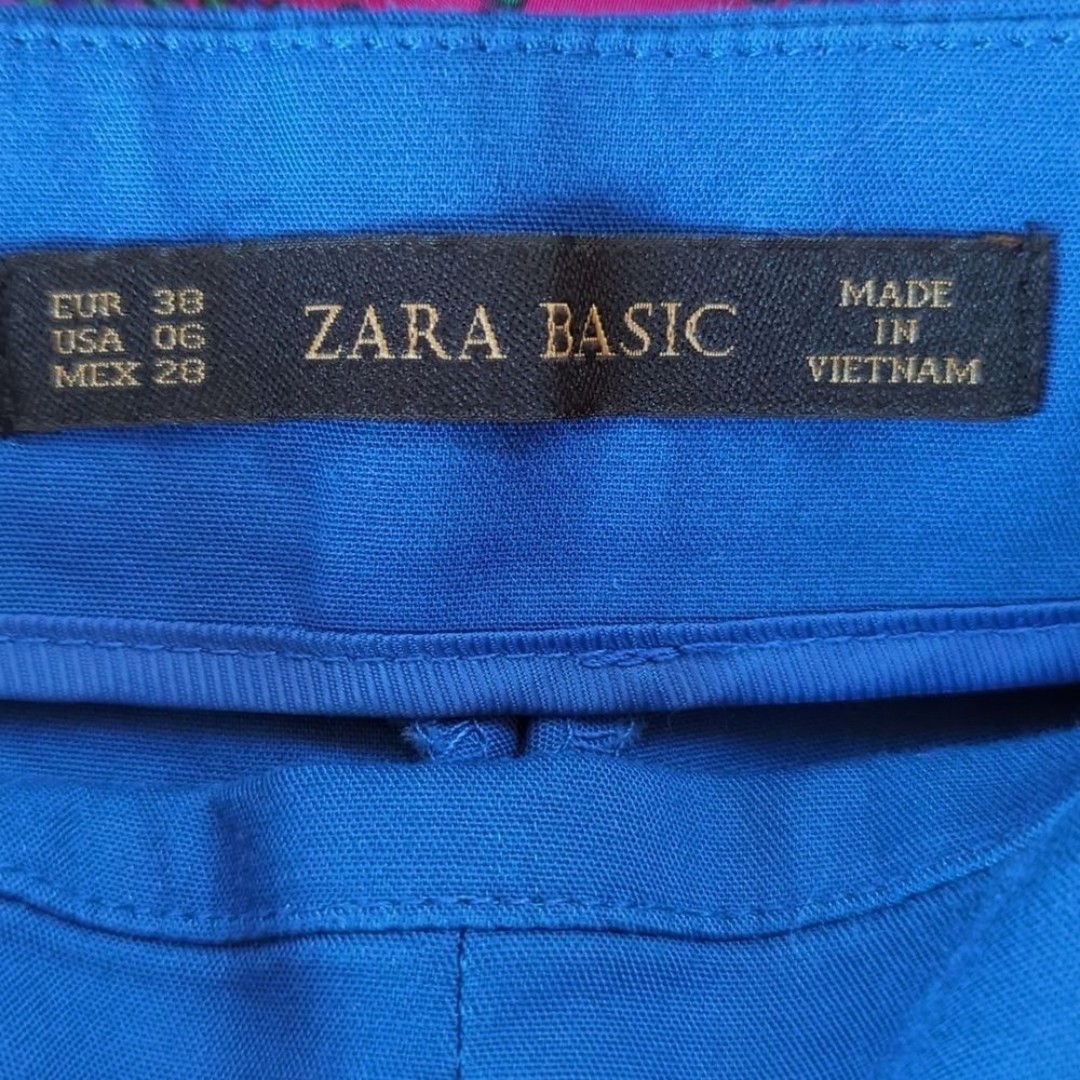 EUR 38
USA 06
MEX 28
ZARA BASIC
MADE
IN
VIETNAM